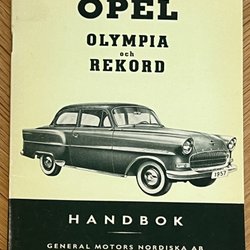 OPEL
OLYMPIA
och
REKORD
1957
HANDBOK
GENERAL MOTORS NORDISKA AB